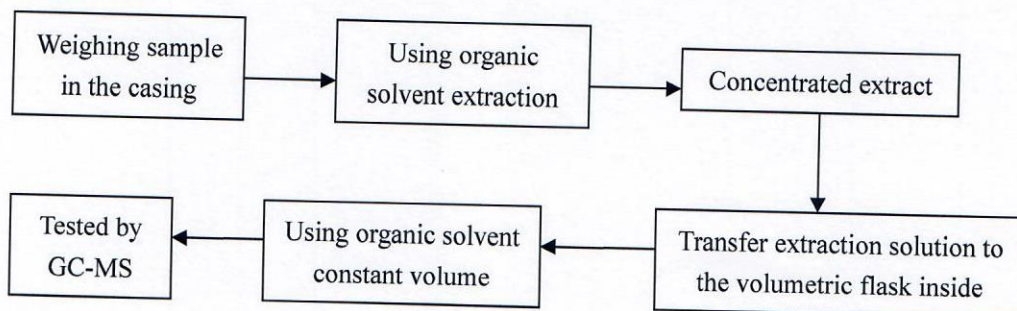 Weighing sample
in the casing
Using organic
solvent extraction
Concentrated extract
Transfer extraction solution to
the volumetric flask inside
Using organic solvent
constant volume
Tested by
GC-MS